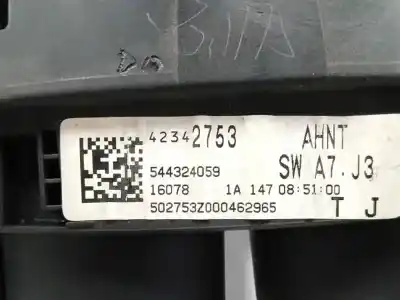 42342753 AHNT
544324059 SW A7.J3
16078 1A 147 08:51:00
502753Z000462965 T J